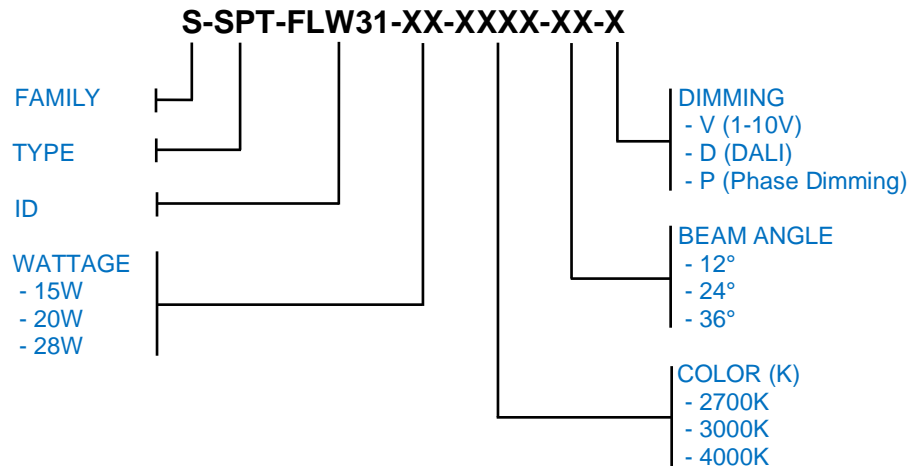 S-SPT-FLW31-XX-XXXX-XX-X
FAMILY
TYPE
ID
WATTAGE
- 15W
- 20W
- 28W
DIMMING
- V (1-10V)
- D (DALI)
- P (Phase Dimming)
BEAM ANGLE
- 12°
- 24°
- 36°
COLOR (K)
- 2700K
- 3000K
- 4000K